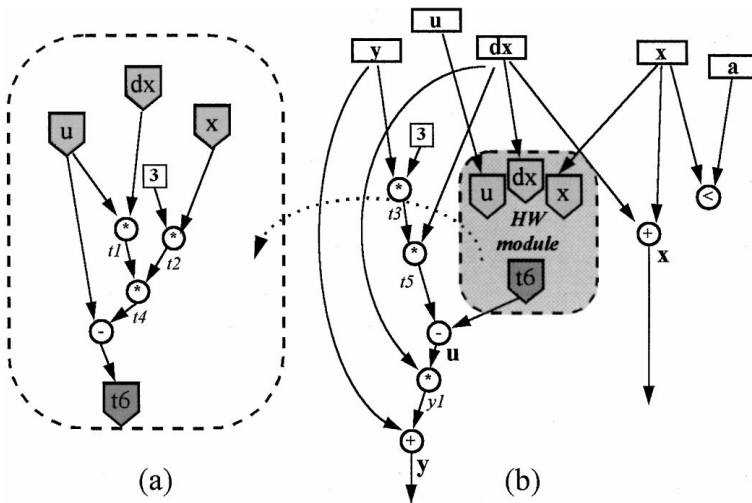 u
dx
x
3
*
t1
*
t2
*
t4
-
t6
(a)
y
u
dx
x
a
3
*
t3
u
dx
x
HW
module
<
+
x
*
t5
t6
-
u
*
y1
+
y
(b)